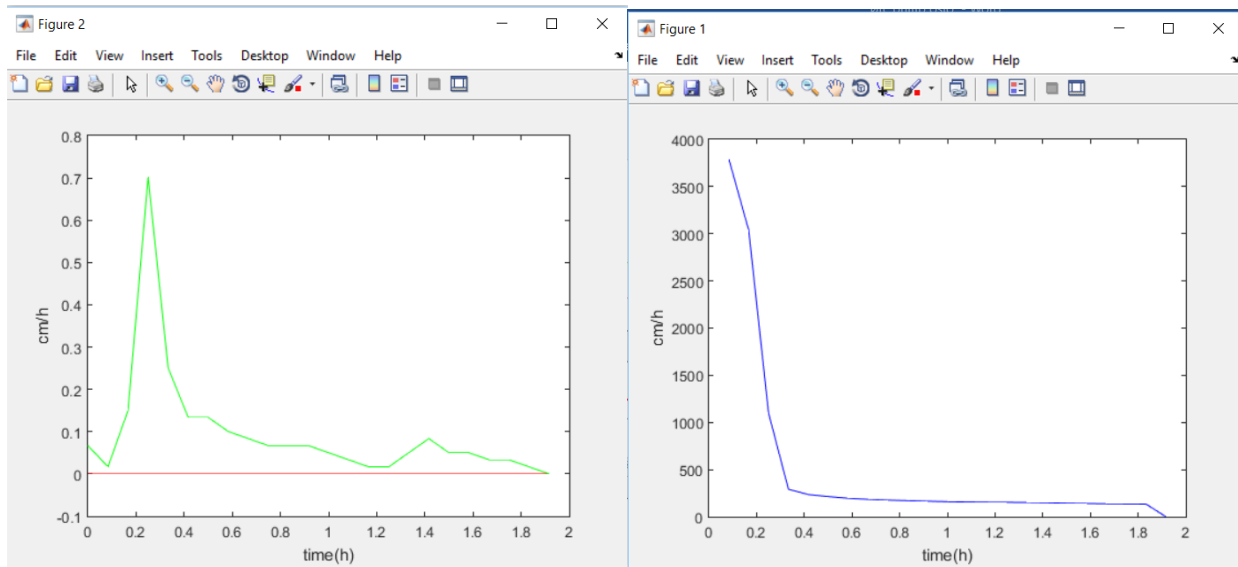 Figure 2
File Edit View Insert Tools Desktop Window Help
0.8
0.7
0.6
0.5
0.4
0.3
0.2
0.1
0
-0.1
cm/h
0 0.2 0.4 0.6 0.8 1 1.2 1.4 1.6 1.8 2
time(h)
Figure 1
File Edit View Insert Tools Desktop Window Help
4000
3500
3000
2500
2000
1500
1000
500
0
cm/h
0 0.2 0.4 0.6 0.8 1 1.2 1.4 1.6 1.8 2
time(h)